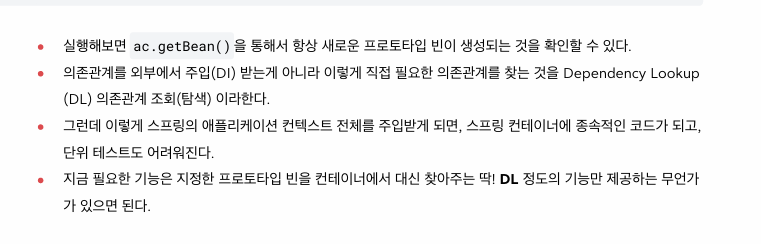 • 실행해보면 ac.getBean() 을 통해서 항상 새로운 프로토타입 빈이 생성되는 것을 확인할 수 있다.
• 의존관계를 외부에서 주입(DI) 받는게 아니라 이렇게 직접 필요한 의존관계를 찾는 것을 Dependency Lookup
(DL) 의존관계 조회(탐색) 이라한다.
• 그런데 이렇게 스프링의 애플리케이션 컨텍스트 전체를 주입받게 되면, 스프링 컨테이너에 종속적인 코드가 되고,
단위 테스트도 어려워진다.
• 지금 필요한 기능은 지정한 프로토타입 빈을 컨테이너에서 대신 찾아주는 딱! DL 정도의 기능만 제공하는 무언가
가 있으면 된다.